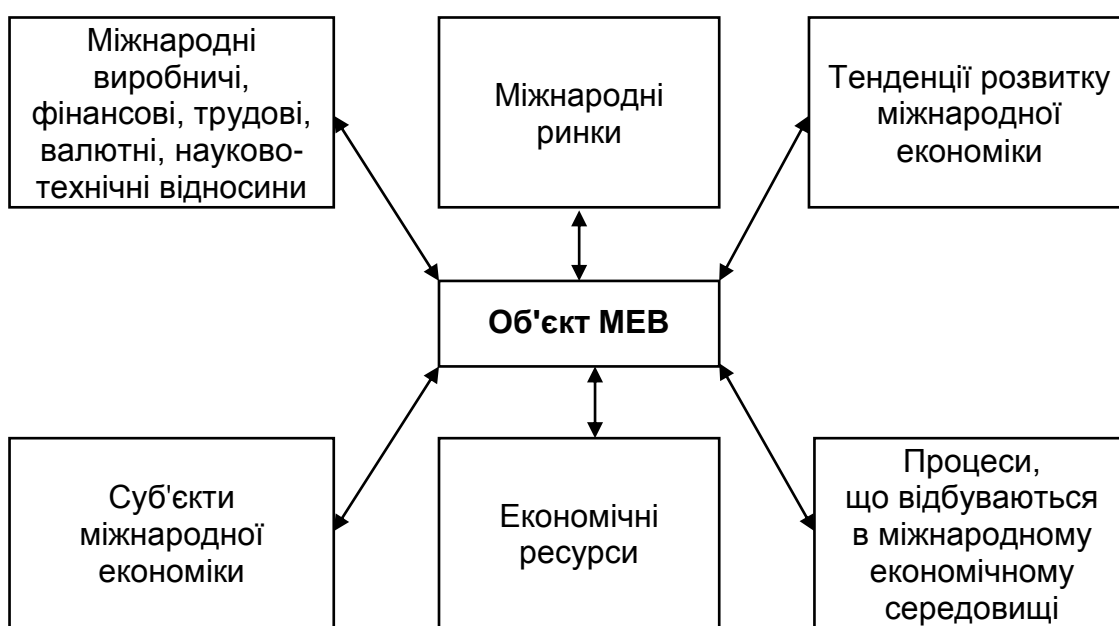 Міжнародні
виробничі,
фінансові, трудові,
валютні, науково-
технічні відносини
Міжнародні
ринки
Тенденції розвитку
міжнародної
економіки
Об'єкт МЕВ
Суб'єкти
міжнародної
економіки
Економічні
ресурси
Процеси,
що відбуваються
в міжнародному
економічному
середовищі